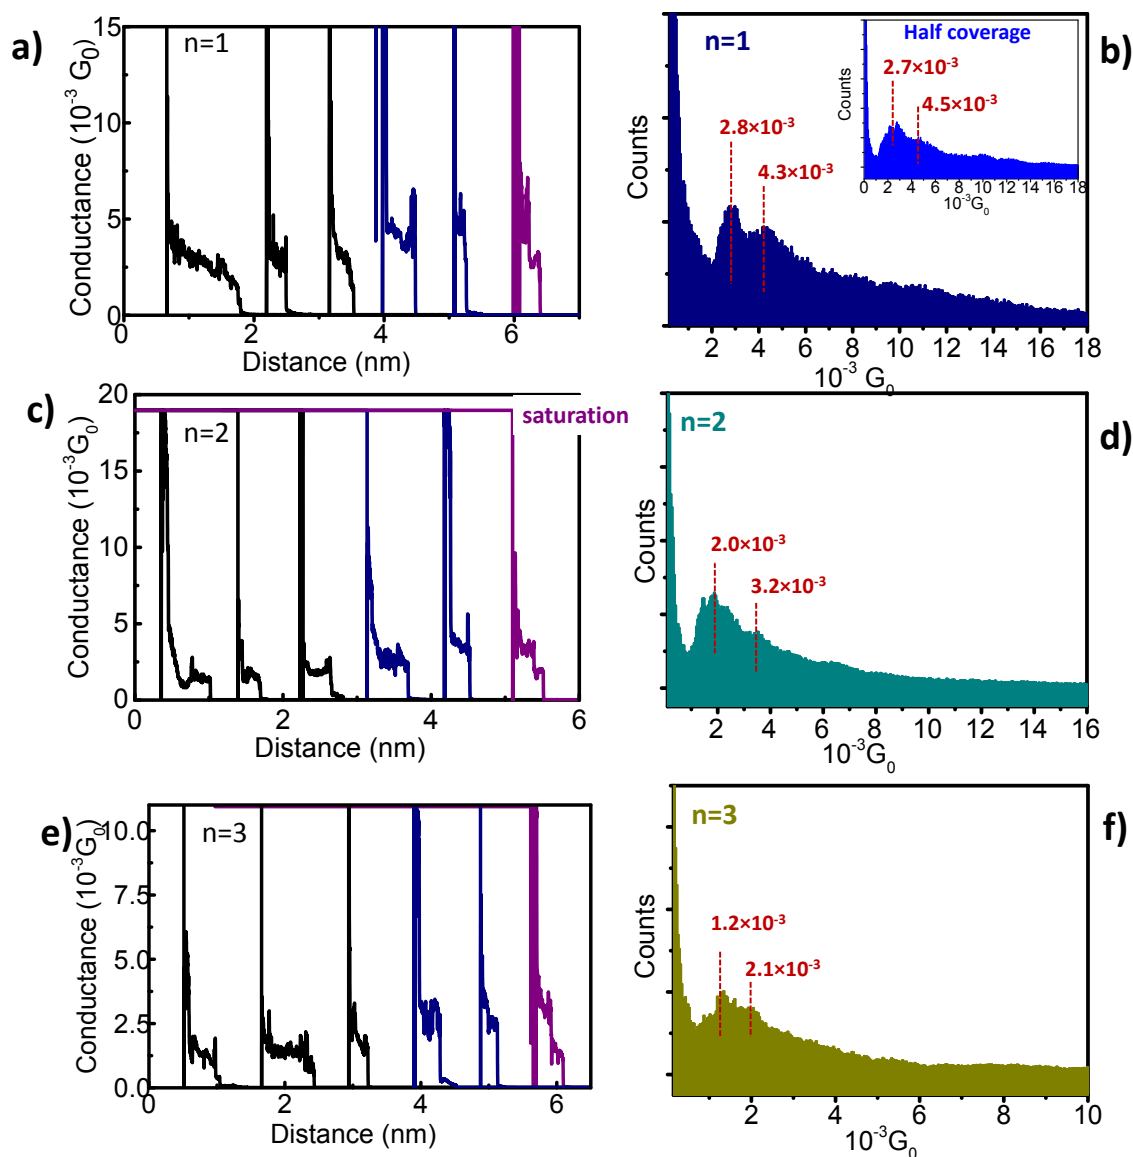 a)
n=1
Conductance (10⁻³ G₀)
15
10
5
0
0 2 4 6
Distance (nm)
b)
n=1
Counts
2.8×10⁻³
4.3×10⁻³
2 4 6 8 10 12 14 16 18
10⁻³ G₀
Half coverage
Counts
2.7×10⁻³
4.5×10⁻³
0 2 4 6 8 10 12 14 16 18
10⁻³G₀
c)
n=2
saturation
Conductance (10⁻³G₀)
20
15
10
5
0
0 2 4 6
Distance (nm)
d)
n=2
Counts
2.0×10⁻³
3.2×10⁻³
2 4 6 8 10 12 14 16
10⁻³G₀
e)
n=3
Conductance (10⁻³G₀)
10.0
7.5
5.0
2.5
0.0
0 2 4 6
Distance (nm)
f)
n=3
Counts
1.2×10⁻³
2.1×10⁻³
2 4 6 8 10
10⁻³G₀